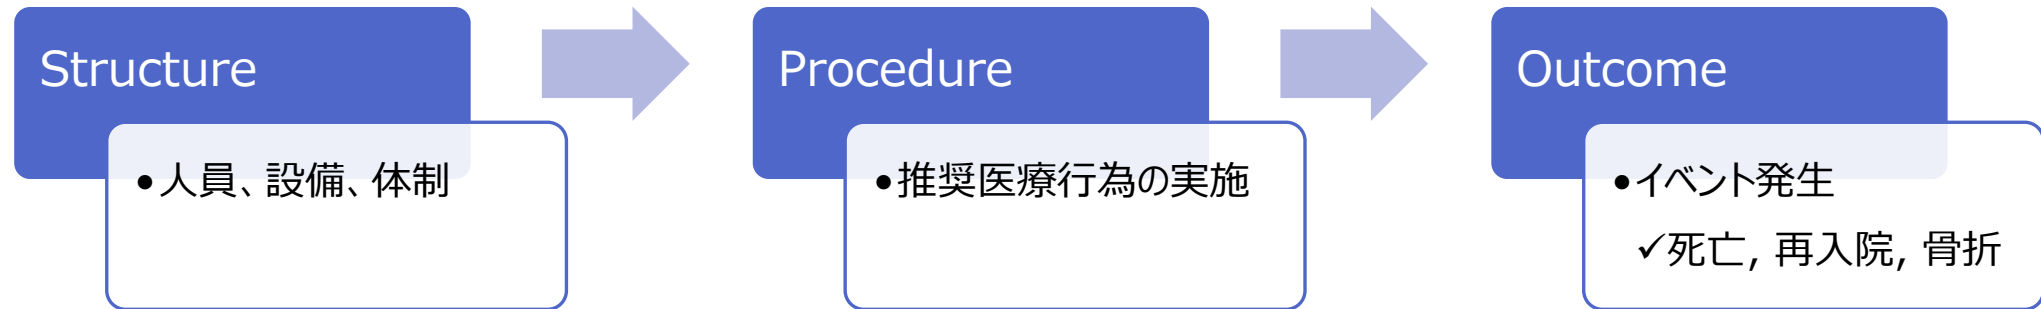 Structure
•人員、設備、体制
Procedure
•推奨医療行為の実施
Outcome
•イベント発生
✓死亡, 再入院, 骨折